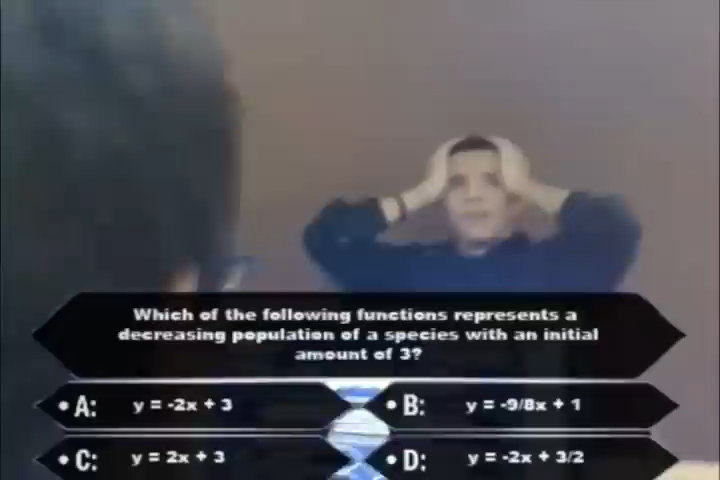 Which of the following functions represents a
decreasing population of a species with an initial
amount of 3?
• A: y = -2x + 3
• B: y = -9/8x + 1
• C: y = 2x + 3
• D: y = -2x + 3/2